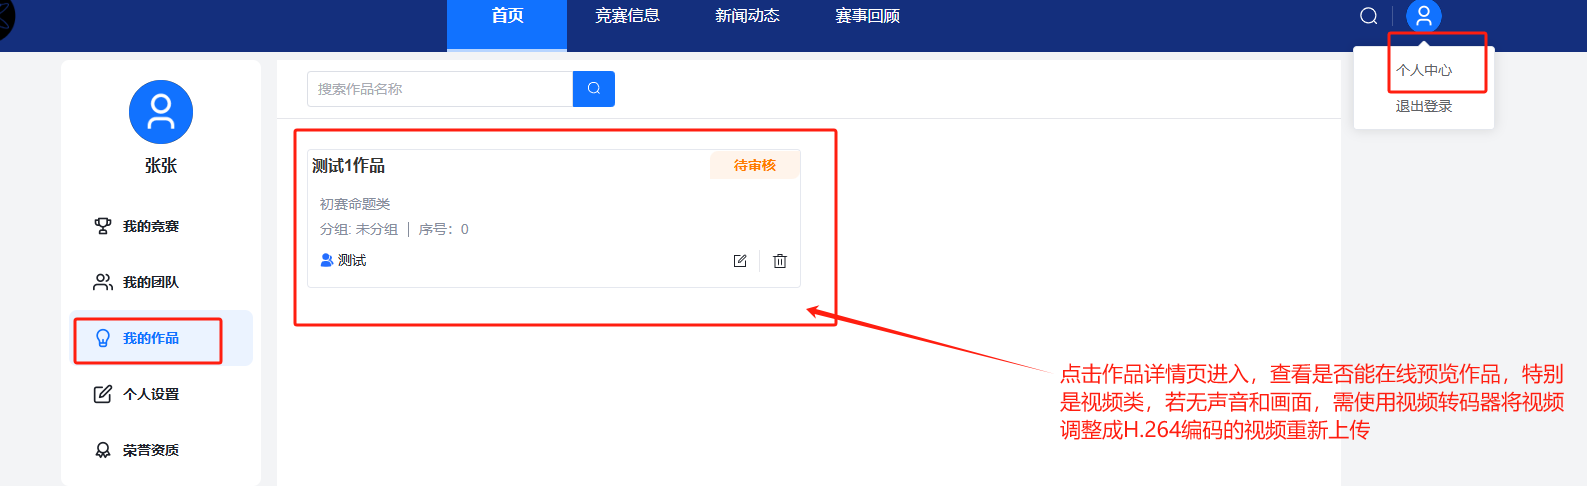 首页 竞赛信息 新闻动态 赛事回顾
个人中心
退出登录
张张
我的竞赛
我的团队
我的作品
个人设置
荣誉资质
搜索作品名称
测试1作品 待审核
初赛命题类
分组: 未分组 | 序号：0
测试
点击作品详情页进入，查看是否能在线预览作品，特别
是视频类，若无声音和画面，需使用视频转码器将视频
调整成H.264编码的视频重新上传